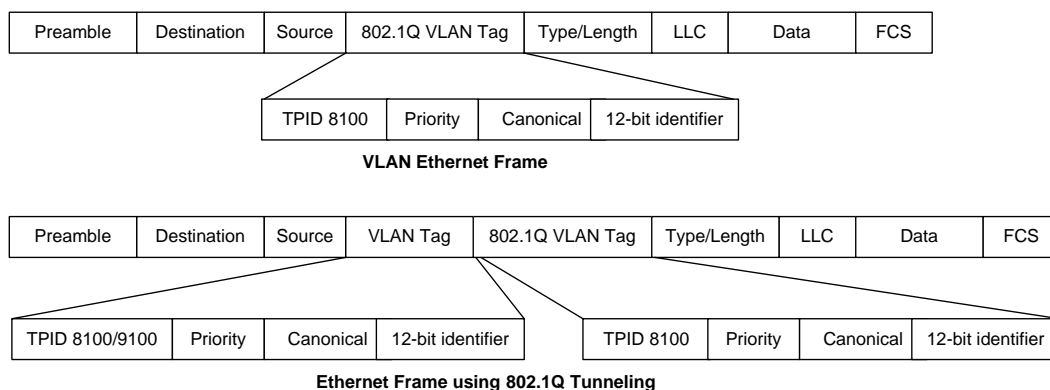 Preamble Destination Source 802.1Q VLAN Tag Type/Length LLC Data FCS
TPID 8100 Priority Canonical 12-bit identifier
VLAN Ethernet Frame
Preamble Destination Source VLAN Tag 802.1Q VLAN Tag Type/Length LLC Data FCS
TPID 8100/9100 Priority Canonical 12-bit identifier TPID 8100 Priority Canonical 12-bit identifier
Ethernet Frame using 802.1Q Tunneling